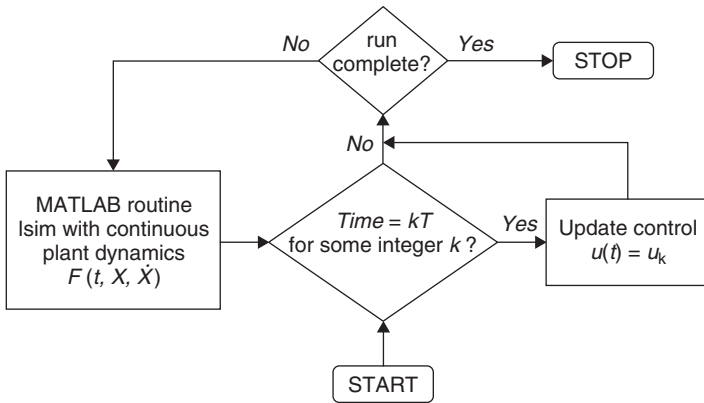 No
run
complete?
Yes
STOP
No
MATLAB routine
lsim with continuous
plant dynamics
F (t, X, Ẋ)
Time = kT
for some integer k ?
Yes
Update control
u(t) = uₖ
START